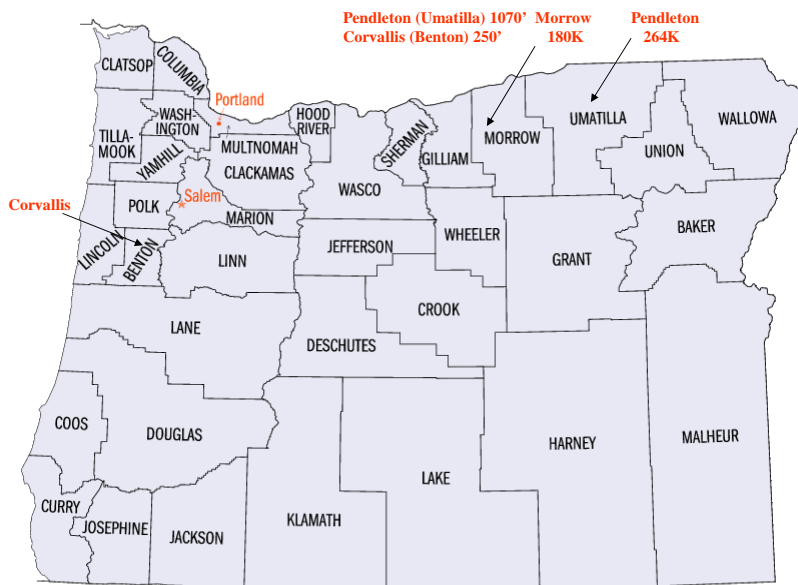 Pendleton (Umatilla) 1070’ Morrow Pendleton
Corvallis (Benton) 250’ 180K 264K
CLATSOP
COLUMBIA
Portland
WASH-
INGTON
HOOD
RIVER
TILLA-
MOOK
YAMHILL
MULTNOMAH
CLACKAMAS
SHERMAN
GILLIAM
MORROW
UMATILLA
UNION
WALLOWA
WASCO
Corvallis
POLK
Salem
MARION
LINCOLN
BENTON
LINN
JEFFERSON
WHEELER
GRANT
BAKER
LANE
DESCHUTES
CROOK
COOS
DOUGLAS
HARNEY
MALHEUR
LAKE
CURRY
JOSEPHINE
JACKSON
KLAMATH